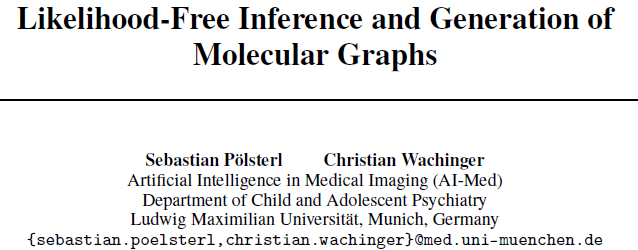 Likelihood-Free Inference and Generation of
Molecular Graphs
Sebastian Pölsterl Christian Wachinger
Artificial Intelligence in Medical Imaging (AI-Med)
Department of Child and Adolescent Psychiatry
Ludwig Maximilian Universität, Munich, Germany
{sebastian.poelsterl,christian.wachinger}@med.uni-muenchen.de